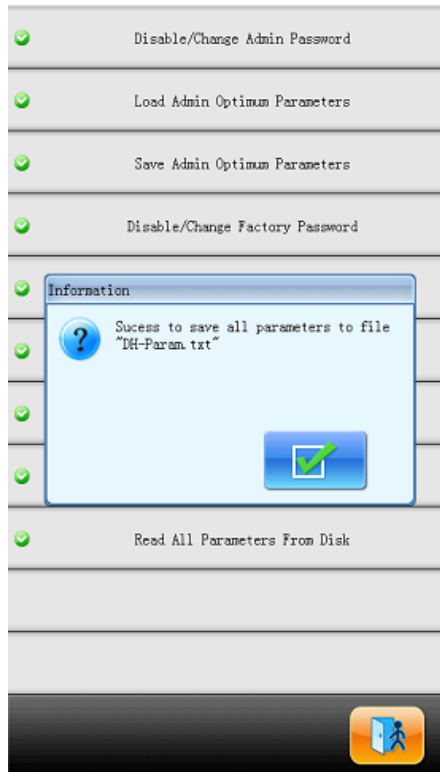 Disable/Change Admin Password
Load Admin Optimum Parameters
Save Admin Optimum Parameters
Disable/Change Factory Password
Information
Sucess to save all parameters to file
"DH-Param.txt"
Read All Parameters From Disk